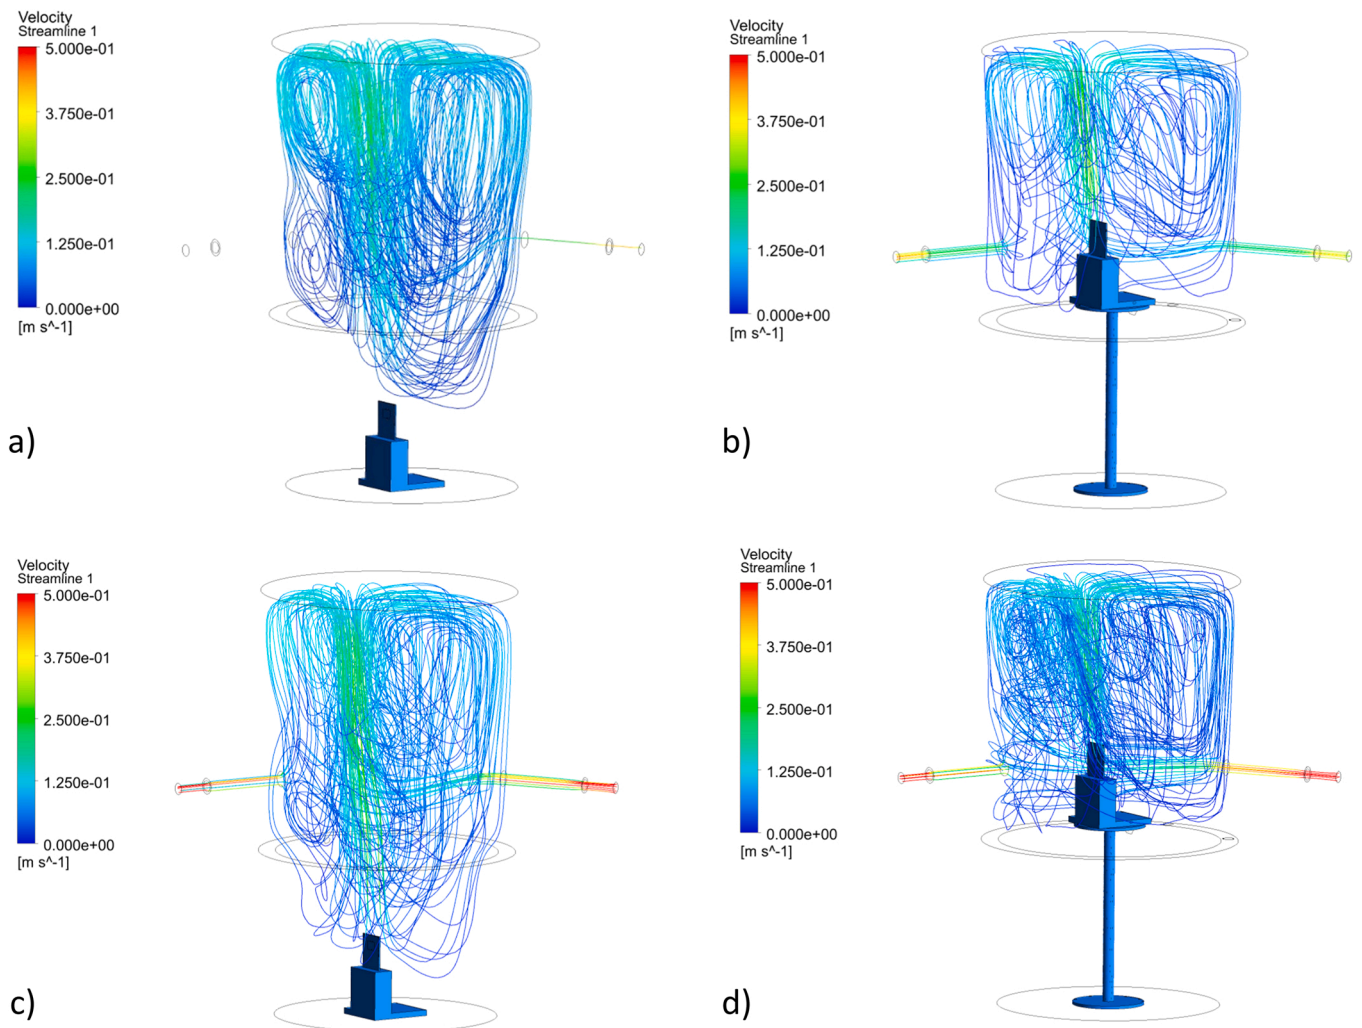 Velocity
Streamline 1
5.000e-01
3.750e-01
2.500e-01
1.250e-01
0.000e+00
[m s^-1]
a)
Velocity
Streamline 1
5.000e-01
3.750e-01
2.500e-01
1.250e-01
0.000e+00
[m s^-1]
b)
Velocity
Streamline 1
5.000e-01
3.750e-01
2.500e-01
1.250e-01
0.000e+00
[m s^-1]
c)
Velocity
Streamline 1
5.000e-01
3.750e-01
2.500e-01
1.250e-01
0.000e+00
[m s^-1]
d)